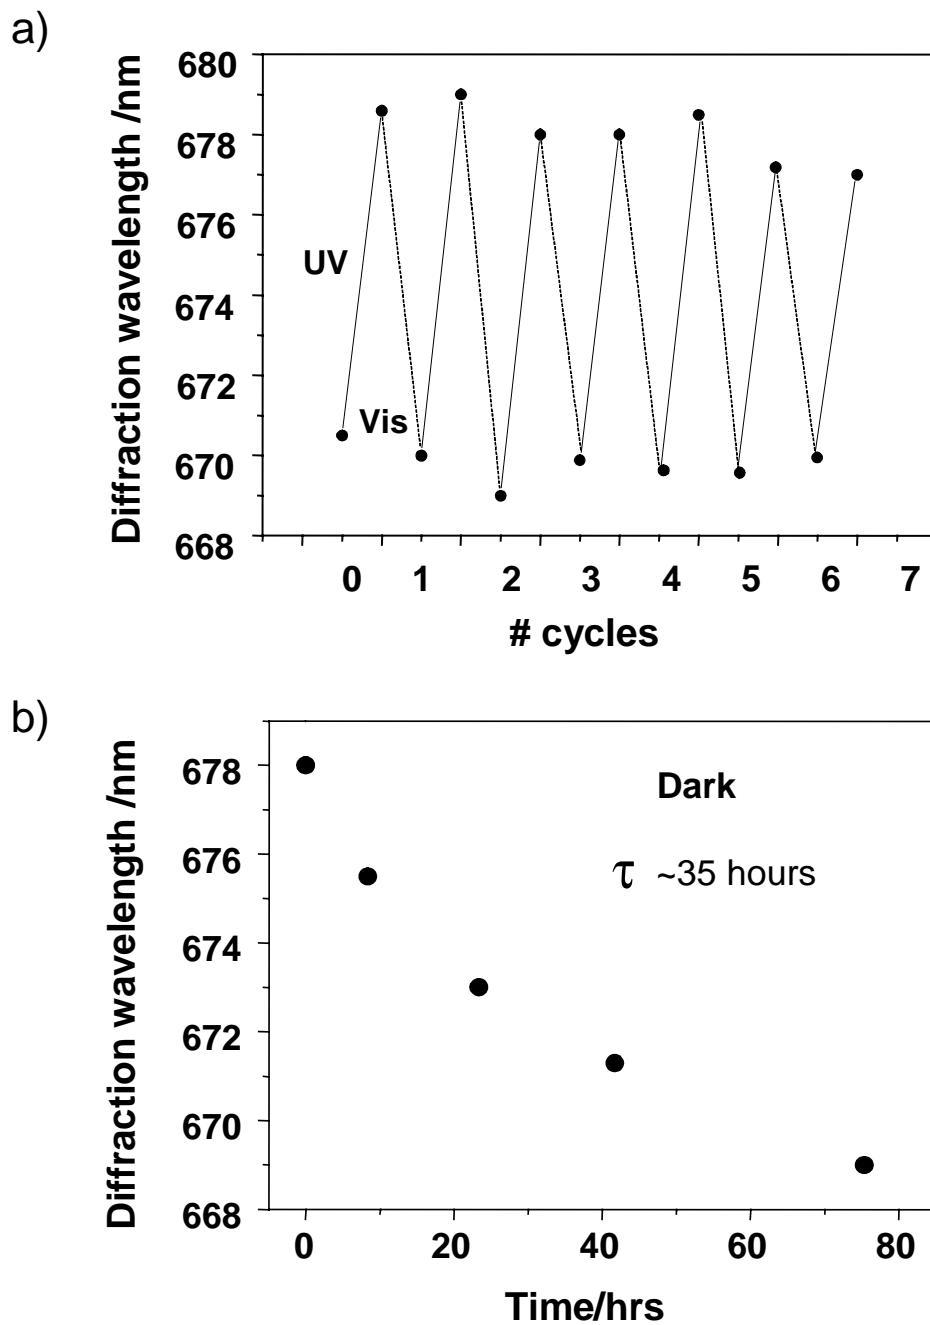 a)
Diffraction wavelength /nm
680
678
676
674
672
670
668
UV
Vis
0 1 2 3 4 5 6 7
# cycles
b)
Diffraction wavelength /nm
678
676
674
672
670
668
Dark
τ ~35 hours
0 20 40 60 80
Time/hrs